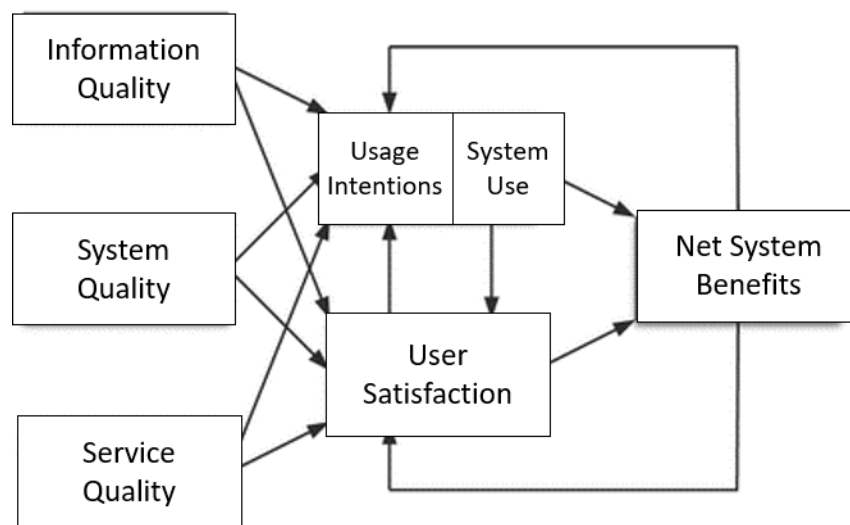 Information
Quality
Usage
Intentions
System
Use
System
Quality
Net System
Benefits
User
Satisfaction
Service
Quality